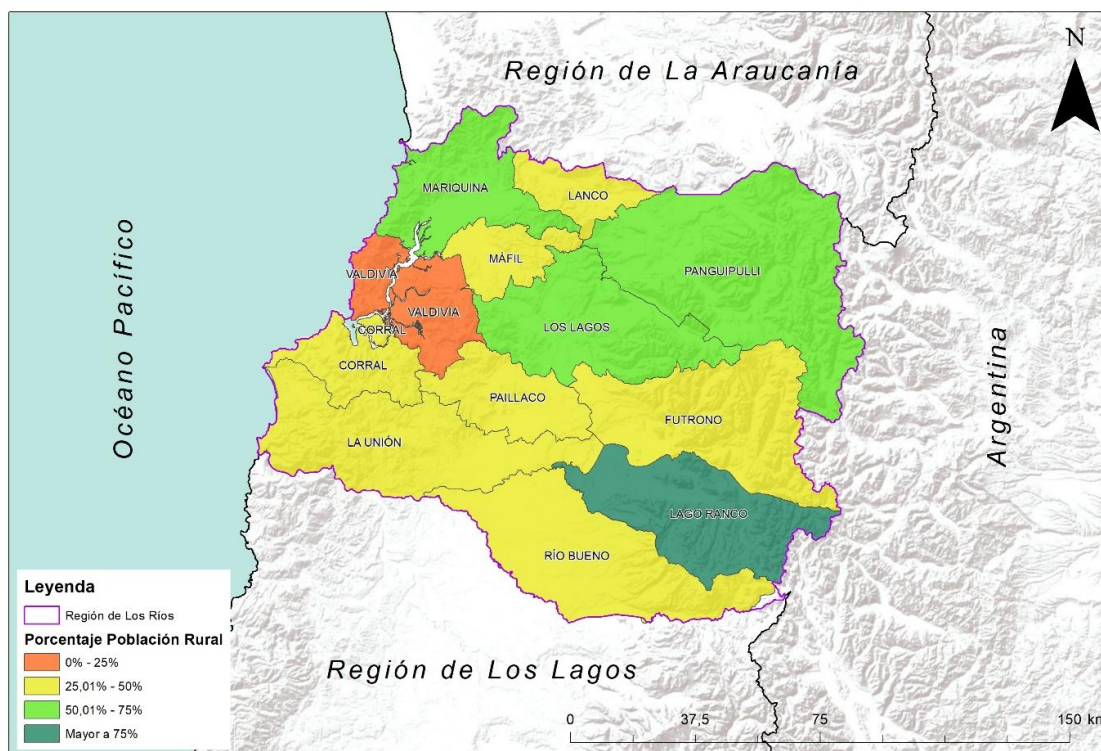 Región de La Araucanía
N
MARIQUINA
LANCO
PANGUIPULLI
VALDIVIA
MÁFIL
VALDIVIA
LOS LAGOS
CORRAL
CORRAL
PAILLACO
FUTRONO
LA UNIÓN
LAGO RANCO
RÍO BUENO
Océano Pacífico
Argentina
Leyenda
Región de Los Ríos
Porcentaje Población Rural
0% - 25%
25,01% - 50%
50,01% - 75%
Mayor a 75%
Región de Los Lagos
0 37,5 75 150 km